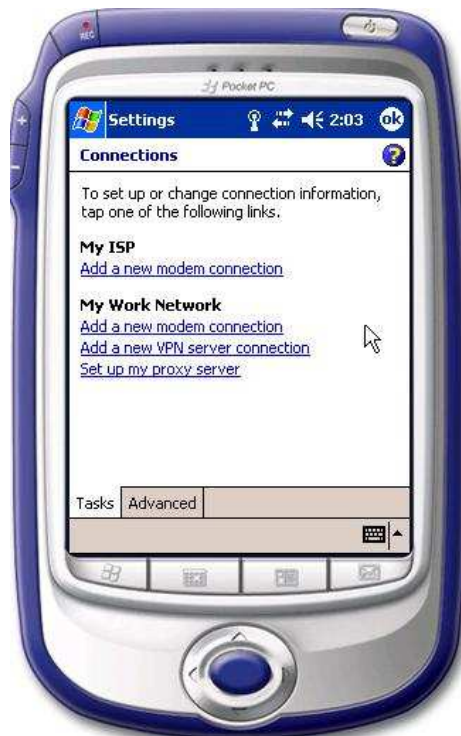 REC
Pocket PC
Settings 2:03 ok
Connections ?
To set up or change connection information,
tap one of the following links.
My ISP
Add a new modem connection
My Work Network
Add a new modem connection
Add a new VPN server connection
Set up my proxy server
Tasks Advanced